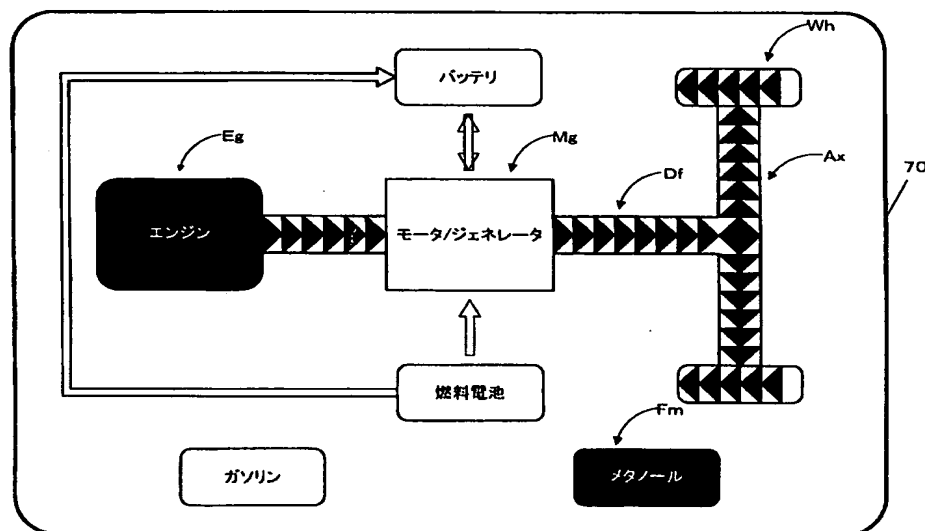 Wh
バッテリ
Eg
Mg
Ax
Df
70
エンジン
モータ/ジェネレータ
燃料電池
Fm
ガソリン
メタノール